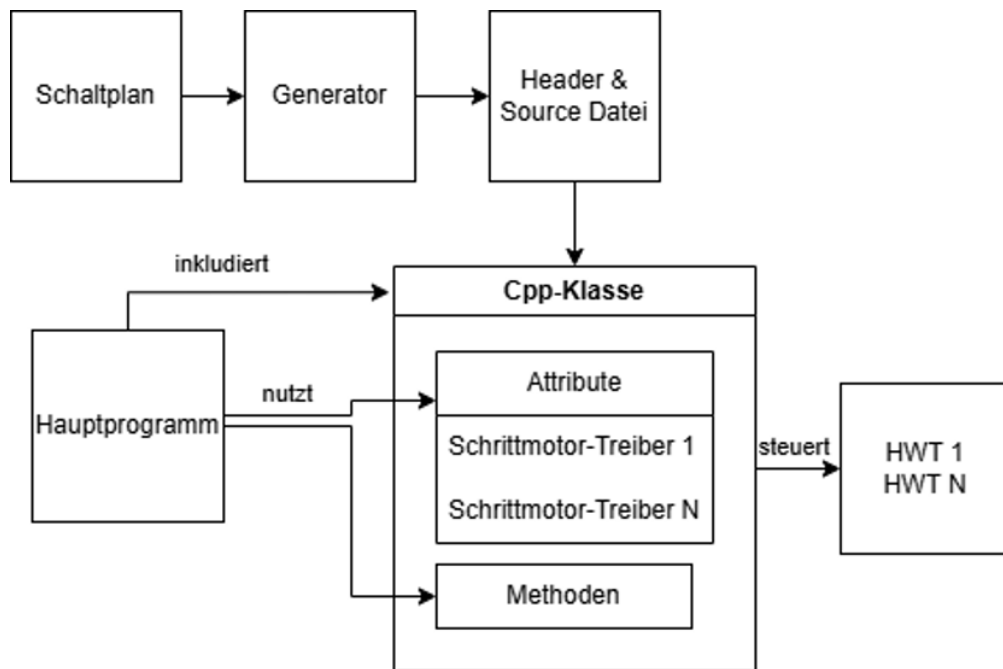 Schaltplan
Generator
Header &
Source Datei
inkludiert
Cpp-Klasse
Hauptprogramm
nutzt
Attribute
Schrittmotor-Treiber 1
Schrittmotor-Treiber N
Methoden
steuert
HWT 1
HWT N